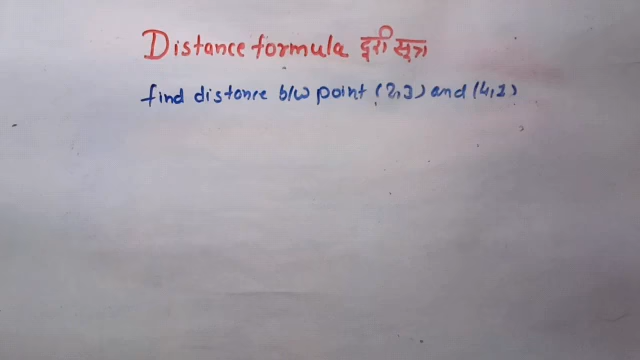 Distance formula दूरी सूत्र
find distance b/w point (2,3) and (4,1)